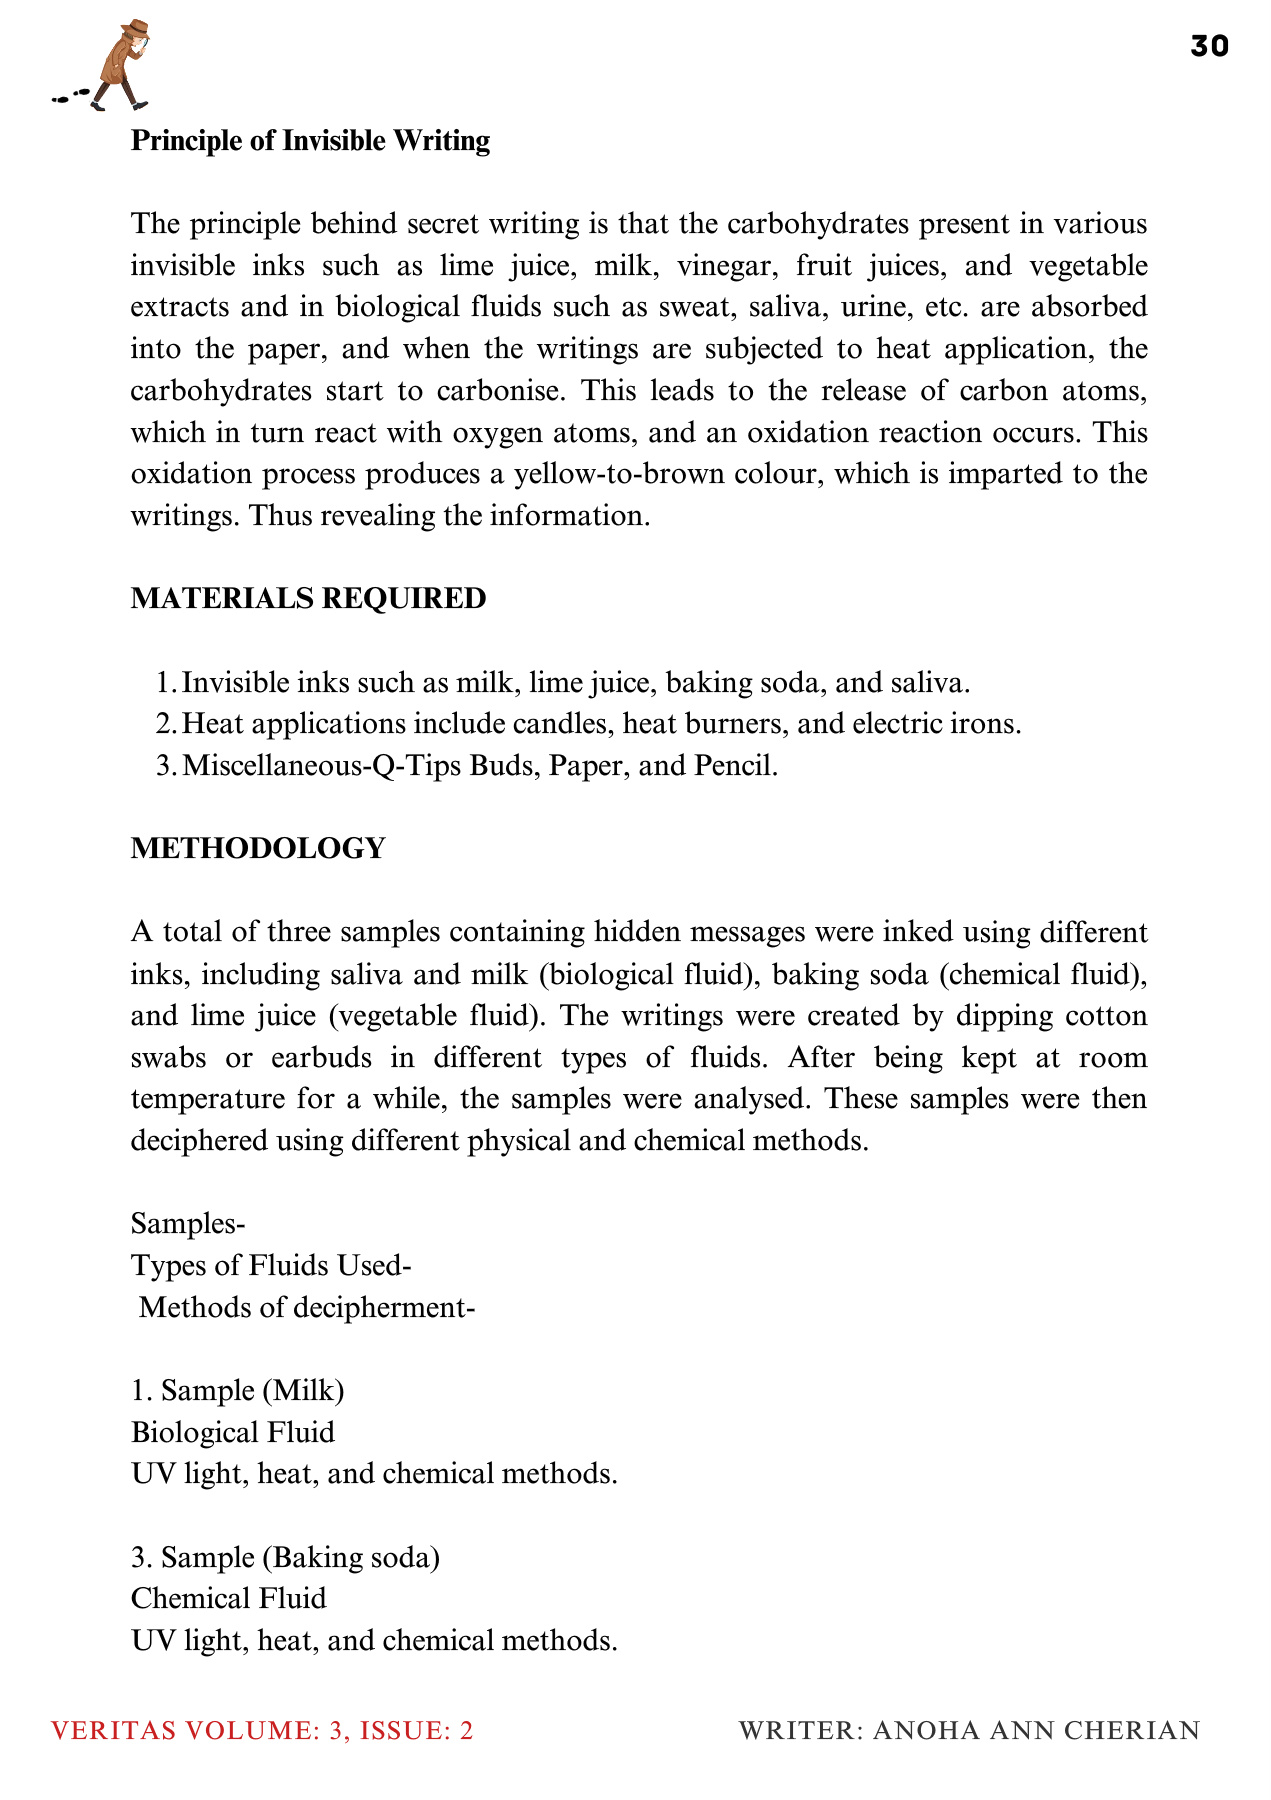 30
Principle of Invisible Writing
The principle behind secret writing is that the carbohydrates present in various
invisible inks such as lime juice, milk, vinegar, fruit juices, and vegetable
extracts and in biological fluids such as sweat, saliva, urine, etc. are absorbed
into the paper, and when the writings are subjected to heat application, the
carbohydrates start to carbonise. This leads to the release of carbon atoms,
which in turn react with oxygen atoms, and an oxidation reaction occurs. This
oxidation process produces a yellow-to-brown colour, which is imparted to the
writings. Thus revealing the information.
MATERIALS REQUIRED
1. Invisible inks such as milk, lime juice, baking soda, and saliva.
2. Heat applications include candles, heat burners, and electric irons.
3. Miscellaneous-Q-Tips Buds, Paper, and Pencil.
METHODOLOGY
A total of three samples containing hidden messages were inked using different
inks, including saliva and milk (biological fluid), baking soda (chemical fluid),
and lime juice (vegetable fluid). The writings were created by dipping cotton
swabs or earbuds in different types of fluids. After being kept at room
temperature for a while, the samples were analysed. These samples were then
deciphered using different physical and chemical methods.
Samples-
Types of Fluids Used-
Methods of decipherment-
1. Sample (Milk)
Biological Fluid
UV light, heat, and chemical methods.
3. Sample (Baking soda)
Chemical Fluid
UV light, heat, and chemical methods.
VERITAS VOLUME: 3, ISSUE: 2
WRITER: ANOHA ANN CHERIAN